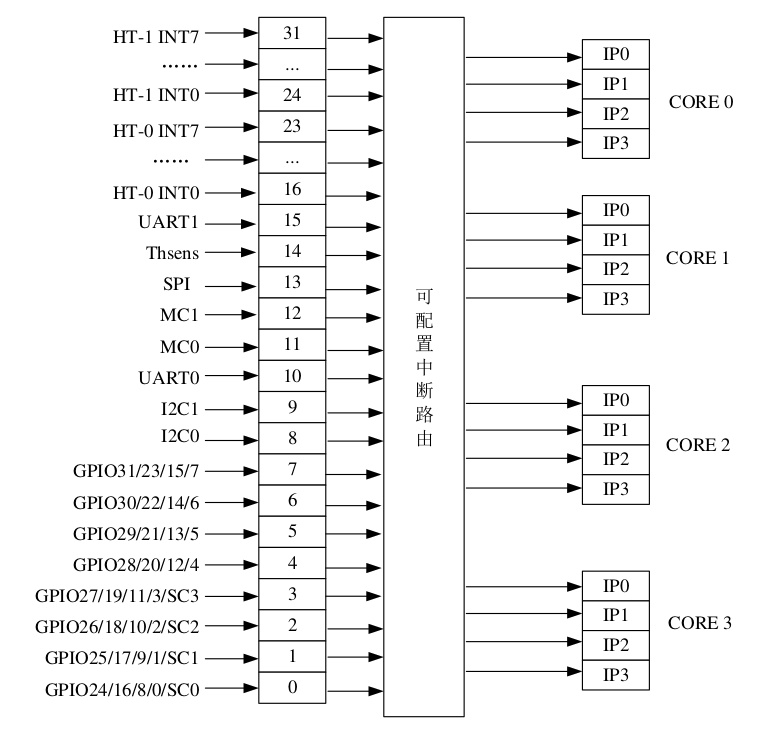 HT-1 INT7 31
…… ...
HT-1 INT0 24
HT-0 INT7 23
…… ...
HT-0 INT0 16
UART1 15
Thsens 14
SPI 13
MC1 12
MC0 11
UART0 10
I2C1 9
I2C0 8
GPIO31/23/15/7 7
GPIO30/22/14/6 6
GPIO29/21/13/5 5
GPIO28/20/12/4 4
GPIO27/19/11/3/SC3 3
GPIO26/18/10/2/SC2 2
GPIO25/17/9/1/SC1 1
GPIO24/16/8/0/SC0 0
可配置中断路由
IP0
IP1
IP2
IP3
CORE 0
IP0
IP1
IP2
IP3
CORE 1
IP0
IP1
IP2
IP3
CORE 2
IP0
IP1
IP2
IP3
CORE 3